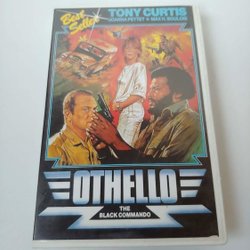 Best Seller
TONY CURTIS
JOANNA PETTET • MAX H. BOULOIS
OTHELLO
THE
BLACK COMMANDO